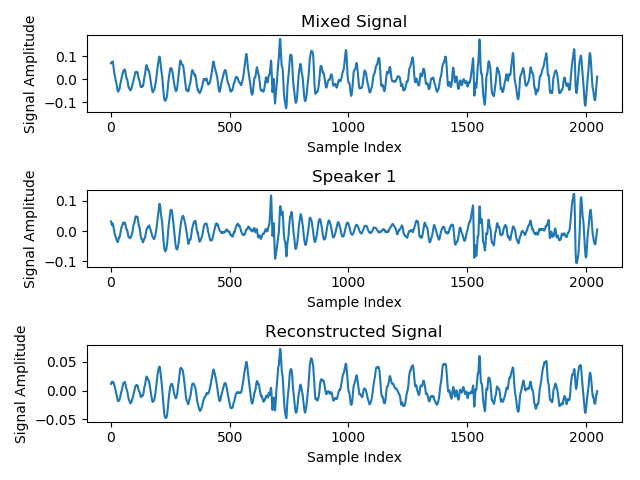 Mixed Signal
Signal Amplitude
0.1
0.0
−0.1
0
500
1000
1500
2000
Sample Index
Speaker 1
Signal Amplitude
0.1
0.0
−0.1
0
500
1000
1500
2000
Sample Index
Reconstructed Signal
Signal Amplitude
0.05
0.00
−0.05
0
500
1000
1500
2000
Sample Index